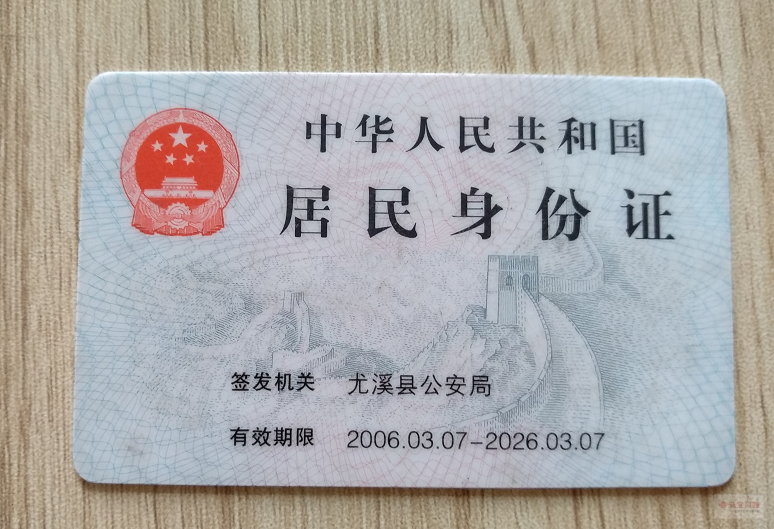 中华人民共和国
居民身份证
签发机关 尤溪县公安局
有效期限 2006.03.07-2026.03.07